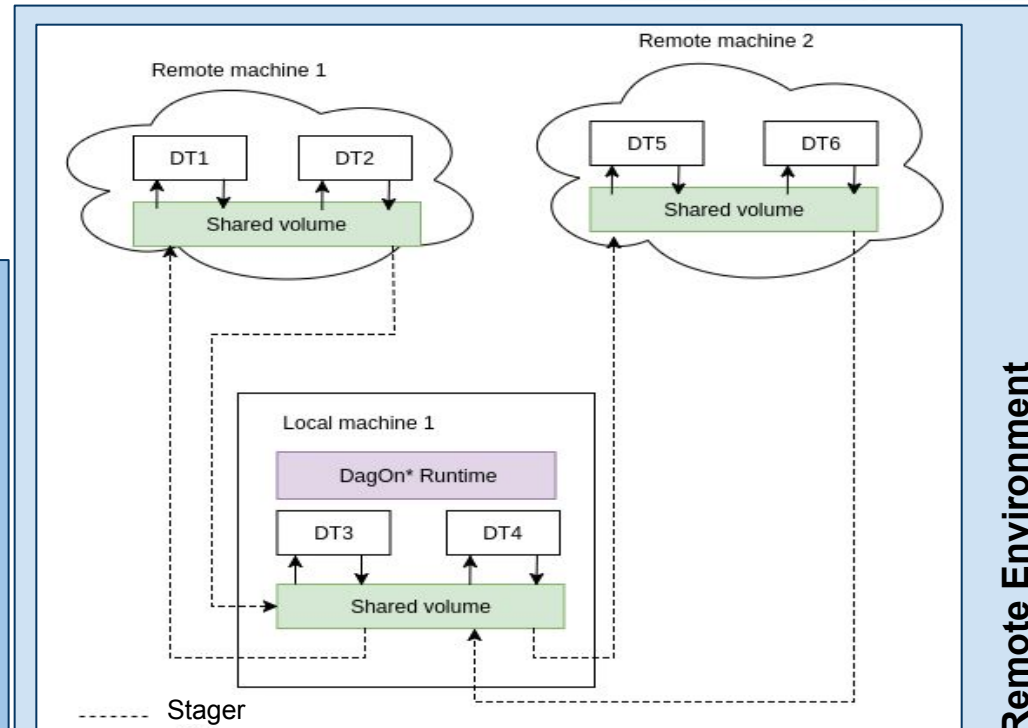 Remote machine 1
Remote machine 2
DT1
DT2
DT5
DT6
Shared volume
Shared volume
Local machine 1
DagOn* Runtime
DT3
DT4
Shared volume
Stager
Remote Environment